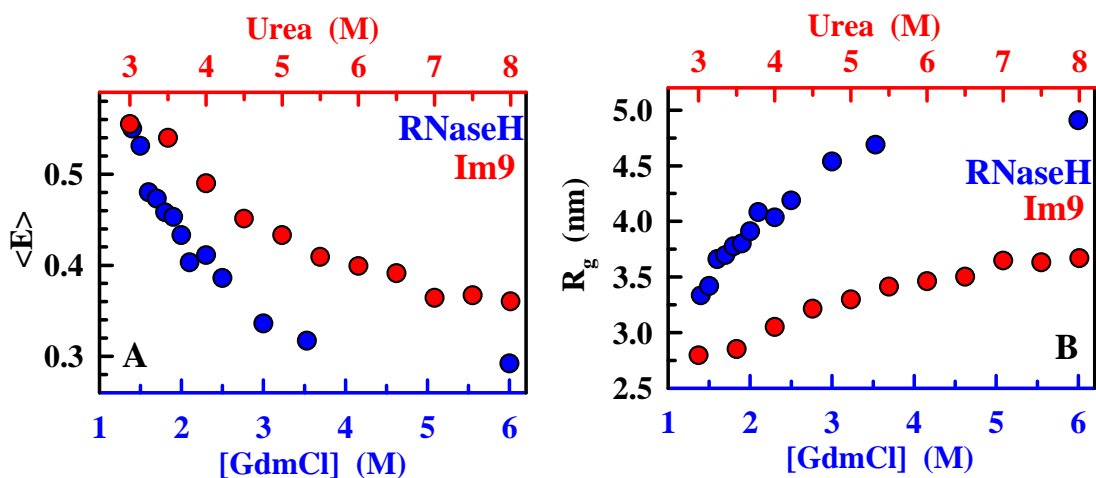 Urea (M)
3 4 5 6 7 8
RNaseH
Im9
<E>
0.5
0.4
0.3
A
1 2 3 4 5 6
[GdmCl] (M)
Urea (M)
3 4 5 6 7 8
5.0
4.5
4.0
3.5
3.0
2.5
R_g (nm)
RNaseH
Im9
B
1 2 3 4 5 6
[GdmCl] (M)